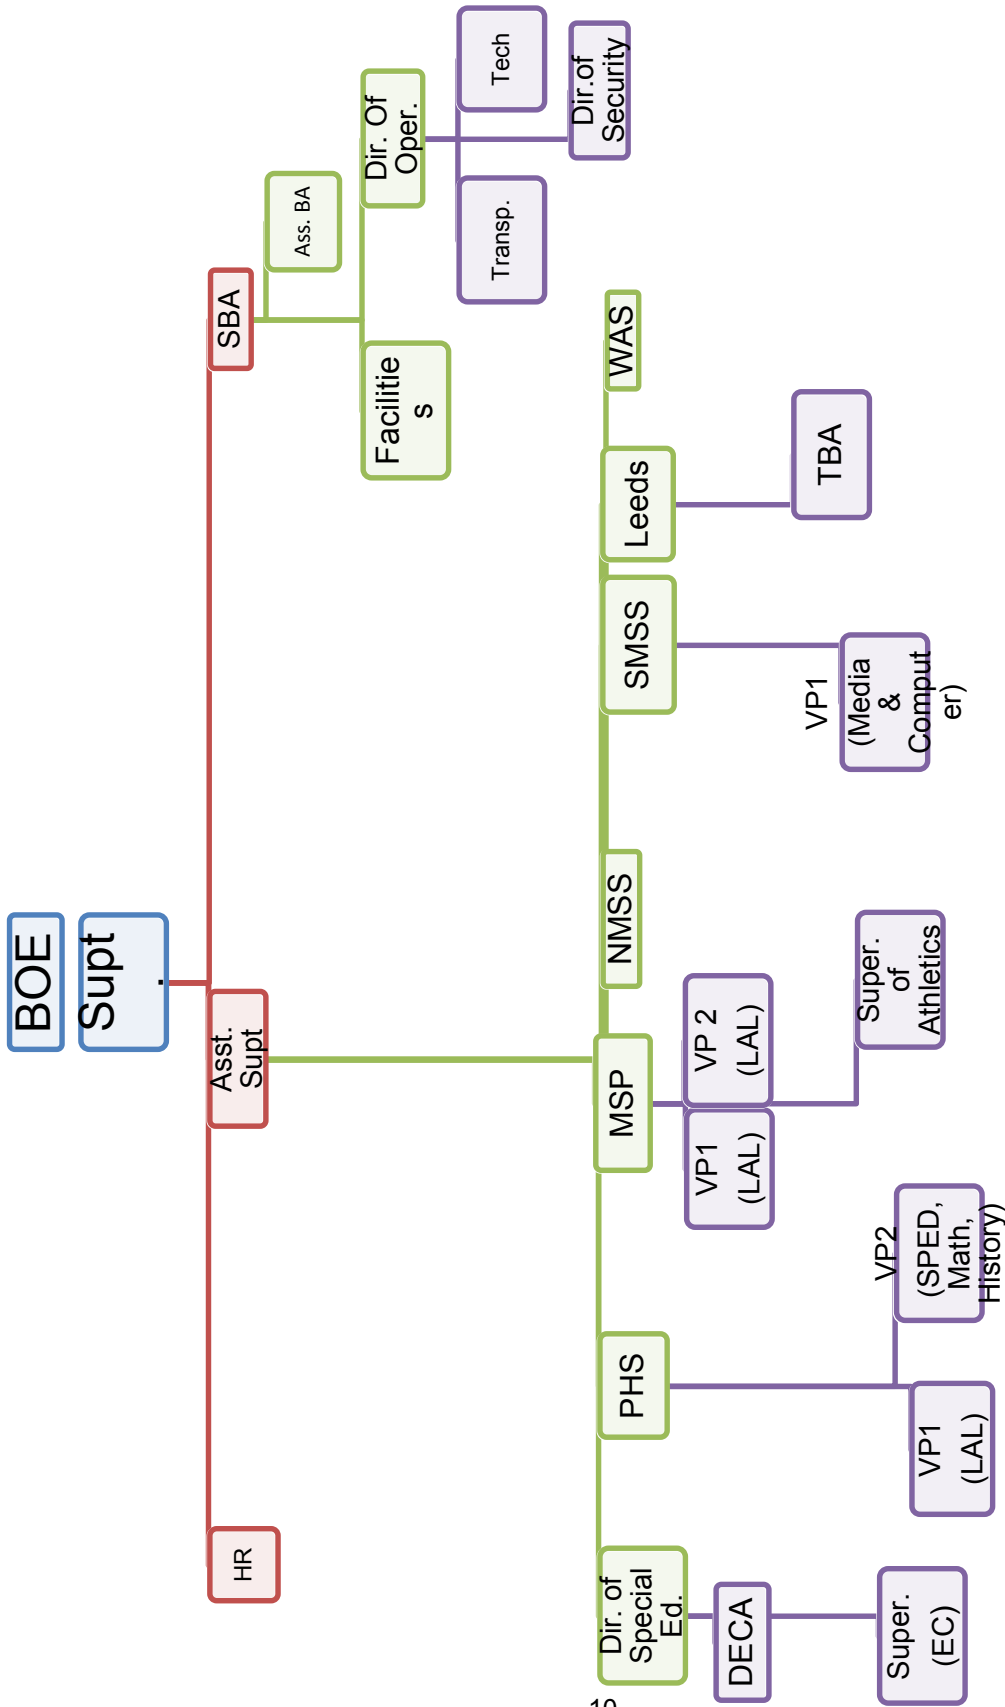 BOE
Supt
.
HR
Asst.
Supt
SBA
Ass. BA
Facilitie
s
Dir. Of
Oper.
Transp.
Tech
Dir.of
Security
Dir. of
Special
Ed.
PHS
MSP
NMSS
SMSS
Leeds
WAS
DECA
Super.
(EC)
VP1
(LAL)
VP2
(SPED,
Math,
History)
VP1
(LAL)
VP 2
(LAL)
Super.
of
Athletics
VP1
(Media
&
Comput
er)
TBA
10